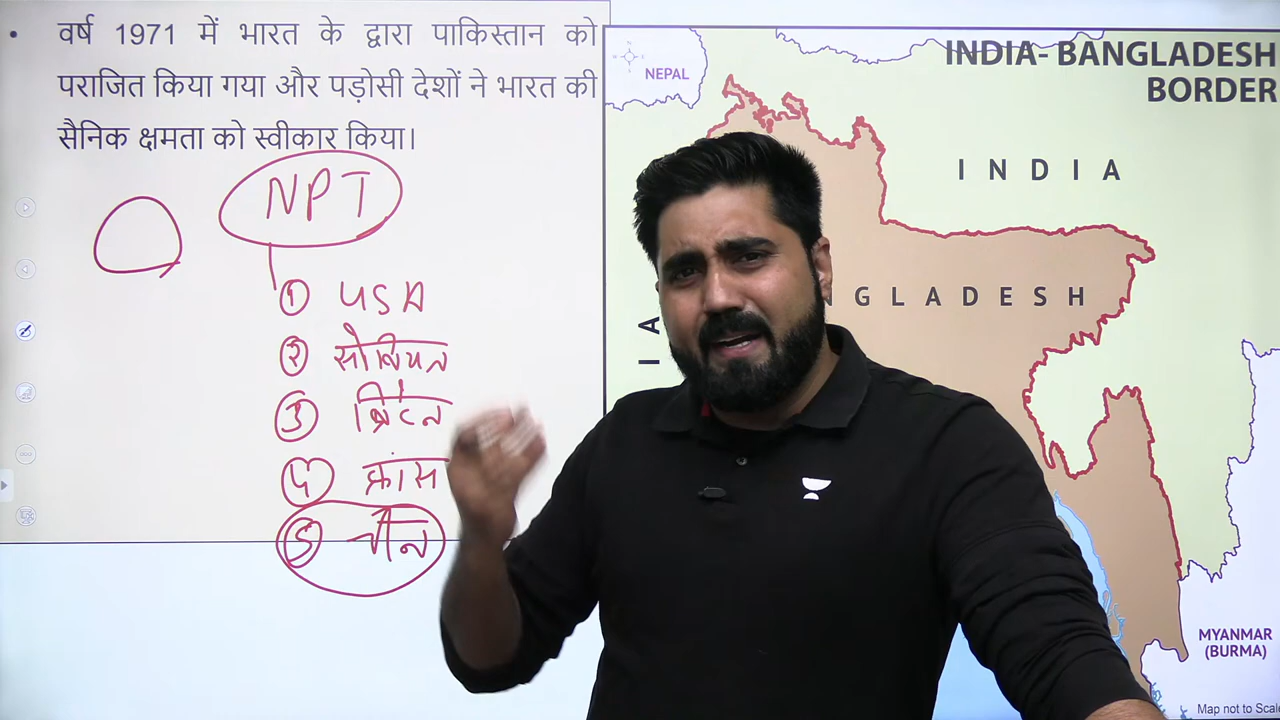 • वर्ष 1971 में भारत के द्वारा पाकिस्तान को
पराजित किया गया और पड़ोसी देशों ने भारत की
सैनिक क्षमता को स्वीकार किया।
NPT
① USA
② सोवियत
③ ब्रिटेन
④ फ्रांस
⑤ चीन
INDIA- BANGLADESH
BORDER
NEPAL
INDIA
NGLADESH
I A
MYANMAR
(BURMA)
Map not to Scale